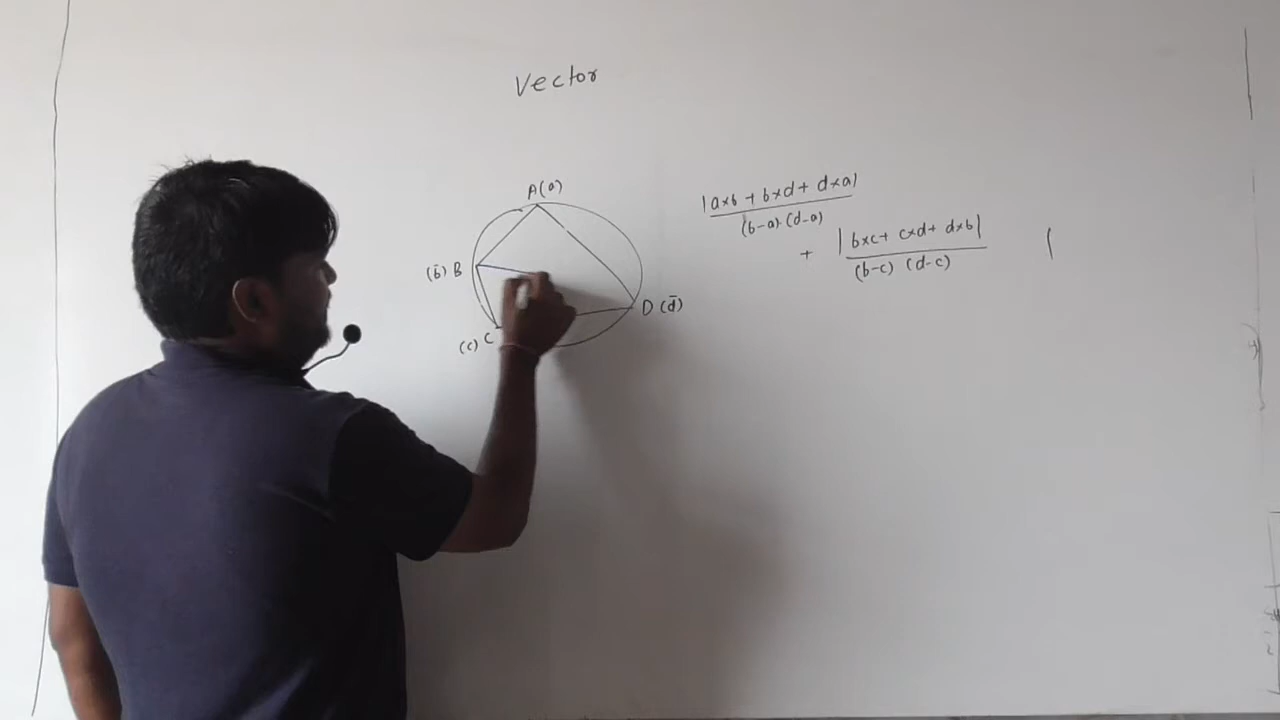 Vector
A(a)
(b̄) B
(c) C
D (d̄)
|a×b + b×d + d×a|
(b-a).(d-a)
+ |b×c+ c×d+ d×b|
(b-c) (d-c)